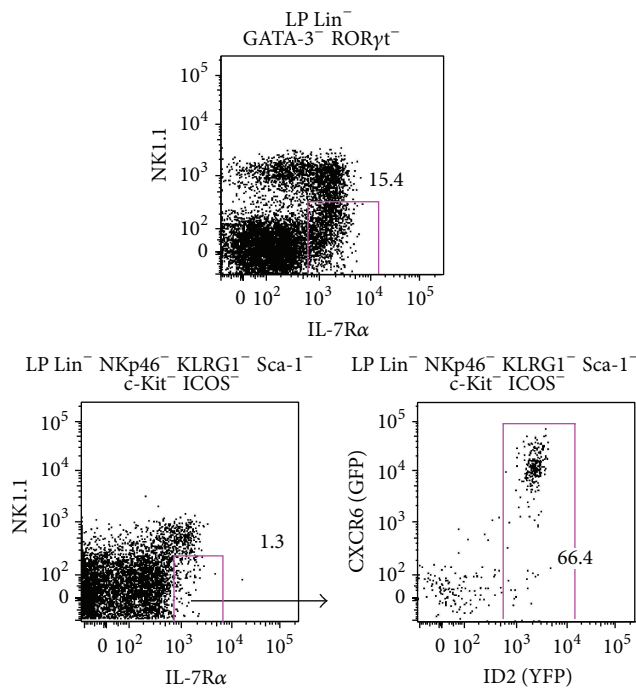 LP Lin⁻
GATA-3⁻ RORγt⁻
10⁵
10⁴
10³
10²
0
NK1.1
15.4
0 10² 10³ 10⁴ 10⁵
IL-7Rα
LP Lin⁻ NKp46⁻ KLRG1⁻ Sca-1⁻
c-Kit⁻ ICOS⁻
10⁵
10⁴
10³
10²
0
NK1.1
1.3
0 10² 10³ 10⁴ 10⁵
IL-7Rα
LP Lin⁻ NKp46⁻ KLRG1⁻ Sca-1⁻
c-Kit⁻ ICOS⁻
10⁵
10⁴
10³
10²
0
CXCR6 (GFP)
66.4
0 10² 10³ 10⁴ 10⁵
ID2 (YFP)